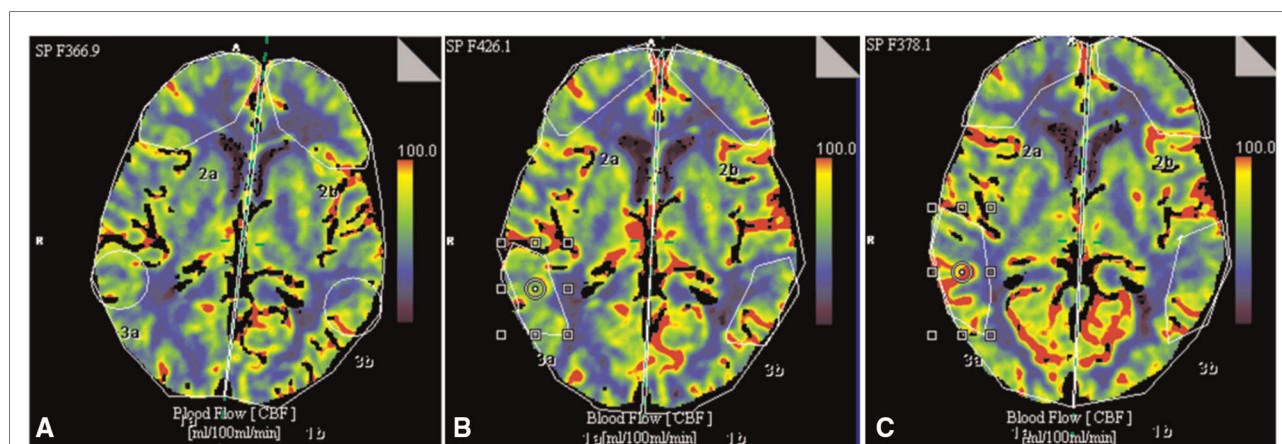 SP F366.9
A
100.0
2a
2b
R
3a
3b
Blood Flow [ CBF ]
[ml/100ml/min]
1b
A
SP F426.1
A
100.0
2a
2b
R
3a
3b
Blood Flow [ CBF ]
1a[ml/100ml/min]
1b
B
SP F378.1
100.0
2a
2b
R
3a
3b
Blood Flow [ CBF ]
[ml/100ml/min]
1b
C